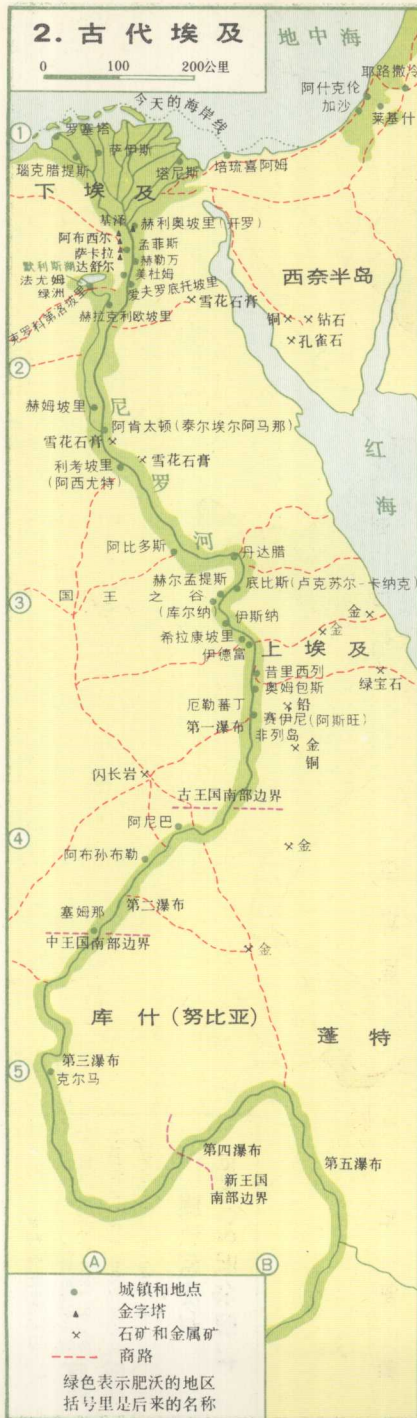 2. 古代埃及
0 100 200公里
地中海
耶路撒冷
阿什克伦
加沙
莱基什
今天的海岸线
①
罗塞塔
萨伊斯
瑙克腊提斯
塔尼斯
培琉喜阿姆
下埃及
基泽
赫利奥坡里(开罗)
阿布西尔
孟菲斯
萨卡拉
赫勒万
达舒尔
美杜姆
法尤姆
绿洲
爱夫罗底托坡里
雪花石膏
赫拉克利欧坡里
西奈半岛
铜
钻石
孔雀石
②
赫姆坡里
尼
阿肯太顿(泰尔埃尔阿马那)
雪花石膏
利考坡里
(阿西尤特)
雪花石膏
罗
红
海
河
阿比多斯
丹达腊
赫尔孟提斯
底比斯(卢克苏尔-卡纳克)
③
国王之谷
(库尔纳)
伊斯纳
金
金
希拉康坡里
上埃及
伊德富
昔里西列
绿宝石
奥姆包斯
厄勒蕃丁
铅
第一瀑布
赛伊尼(阿斯旺)
非列岛
金
铜
闪长岩
古王国南部边界
④
阿尼巴
金
阿布孙布勒
第二瀑布
塞姆那
中王国南部边界
金
库什(努比亚)
蓬特
⑤
第三瀑布
克尔马
第四瀑布
第五瀑布
新王国
南部边界
Ⓐ
Ⓑ
城镇和地点
金字塔
石矿和金属矿
商路
绿色表示肥沃的地区
括号里是后来的名称